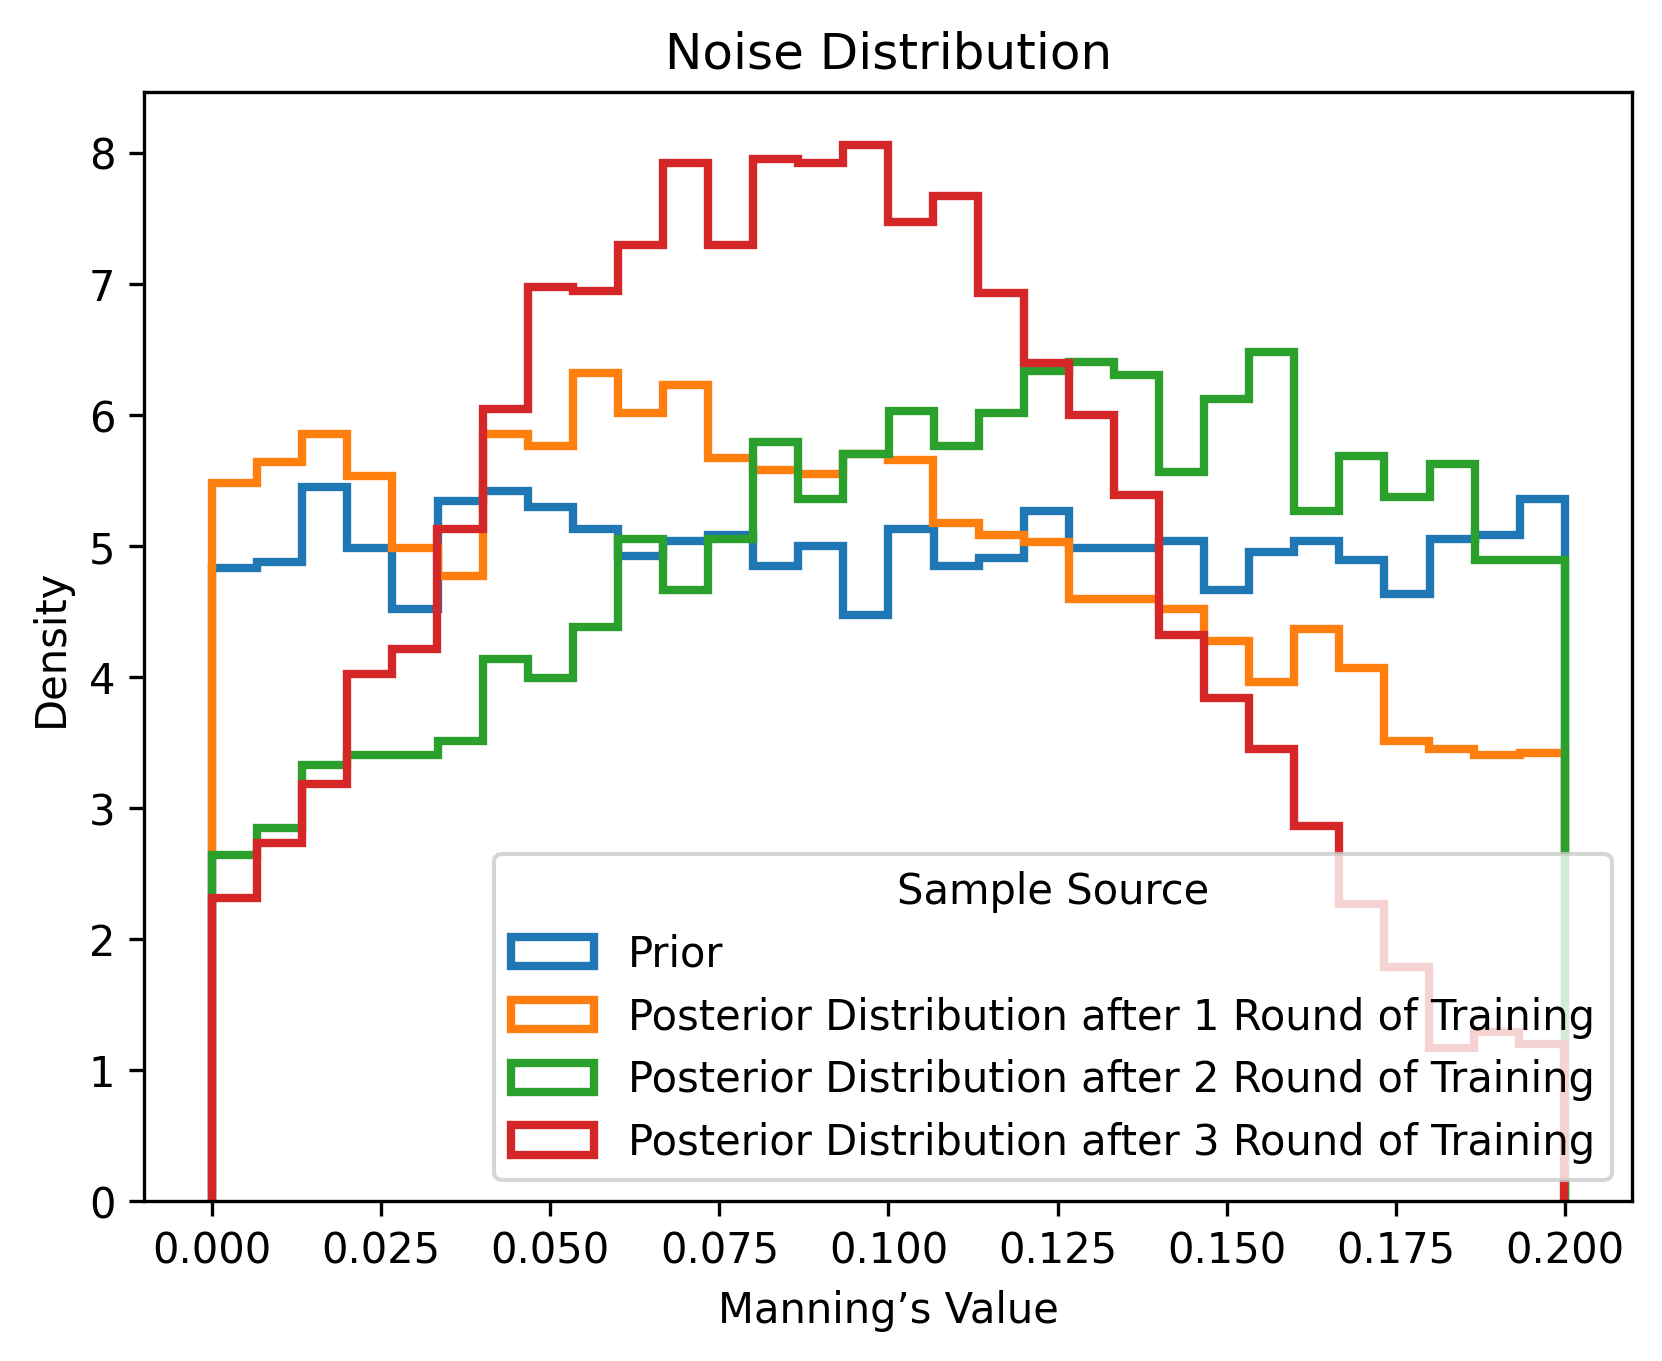 Noise Distribution
8
7
6
5
4
3
2
1
0
Density
Sample Source
Prior
Posterior Distribution after 1 Round of Training
Posterior Distribution after 2 Round of Training
Posterior Distribution after 3 Round of Training
0.000 0.025 0.050 0.075 0.100 0.125 0.150 0.175 0.200
Manning’s Value